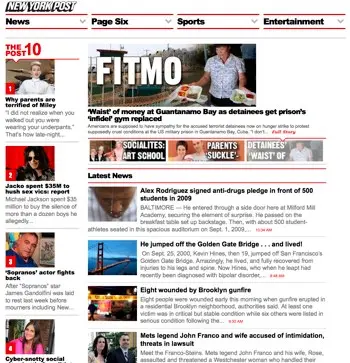 NEW YORK POST
News
Page Six
Sports
Entertainment
THE POST 10
1
Why parents are
terrified of Miley
"I did not realize when
you walked out you were
wearing your underpants."
That's how late-night...
2
Jacko spent $35M to
hush sex vics: report
Michael Jackson spent $35
million to buy the silence of
more than a dozen boys he
allegedly...
3
'Sopranos' actor fights
back
After "Sopranos" star
James Gandolfini was laid
to rest last week before
mourners including New...
4
Cyber-nasty social
FITMO
'Waist' of money at Guantanamo Bay as detainees get prison's
'infidel' gym replaced
Americans are supposed to have sympathy for the accused terrorist detainees now on hunger strike to protest
supposedly cruel conditions at the US military prison in Guantanamo Bay, Cuba. "I don't... Full Story
SOCIALITES:
ART SCHOOL
PARENTS
SUCKLE'-
DETAINEES'
'WAIST' OF
Latest News
Alex Rodriguez signed anti-drugs pledge in front of 500
students in 2009
BALTIMORE — He entered through a side door here at Milford Mill
Academy, securing the element of surprise. He passed on the
breakfast table set up backstage. Then, with about 500 student-
athletes seated in this spacious auditorium on Sept. 1, 2009,...
He jumped off the Golden Gate Bridge . . . and lived!
On Sept. 25, 2000, Kevin Hines, then 19, jumped off San Francisco's
Golden Gate Bridge. Amazingly, he lived, and fully recovered from
injuries to his legs and spine. Now Hines, who when he leapt had
recently been diagnosed with bipolar disorder,...
Eight wounded by Brooklyn gunfire
Eight people were wounded early this morning when gunfire erupted in
a residential Brooklyn neighborhood, authorities said. At least one
victim was in critical but stable condition while six others were listed in
serious condition following the...
Mets legend John Franco and wife accused of intimidation,
threats in lawsuit
Meet the Franco-Steins. Mets legend John Franco and his wife, Rose,
assaulted and threatened a Westchester woman who handled their